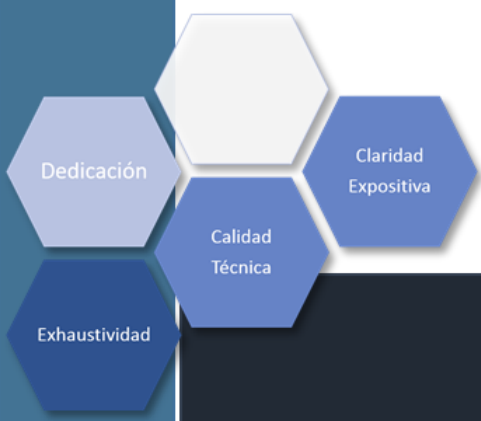 Dedicación
Claridad
Expositiva
Calidad
Técnica
Exhaustividad